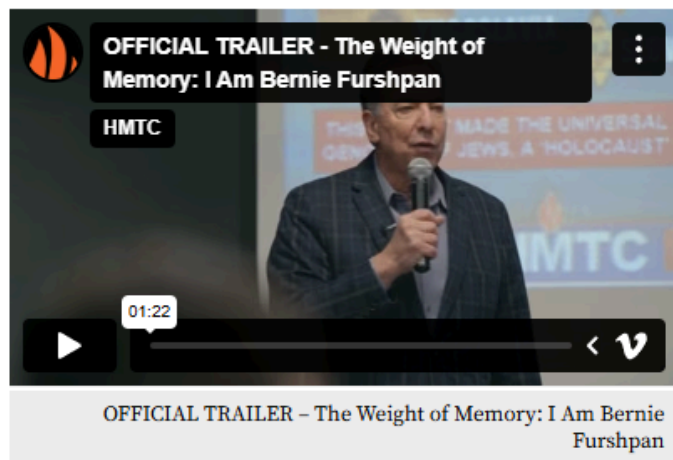 OFFICIAL TRAILER - The Weight of
Memory: I Am Bernie Furshpan
HMTC
MADE THE UNIVERSAL
JEWS, A 'HOLOCAUST'
HMTC
01:22
OFFICIAL TRAILER – The Weight of Memory: I Am Bernie
Furshpan